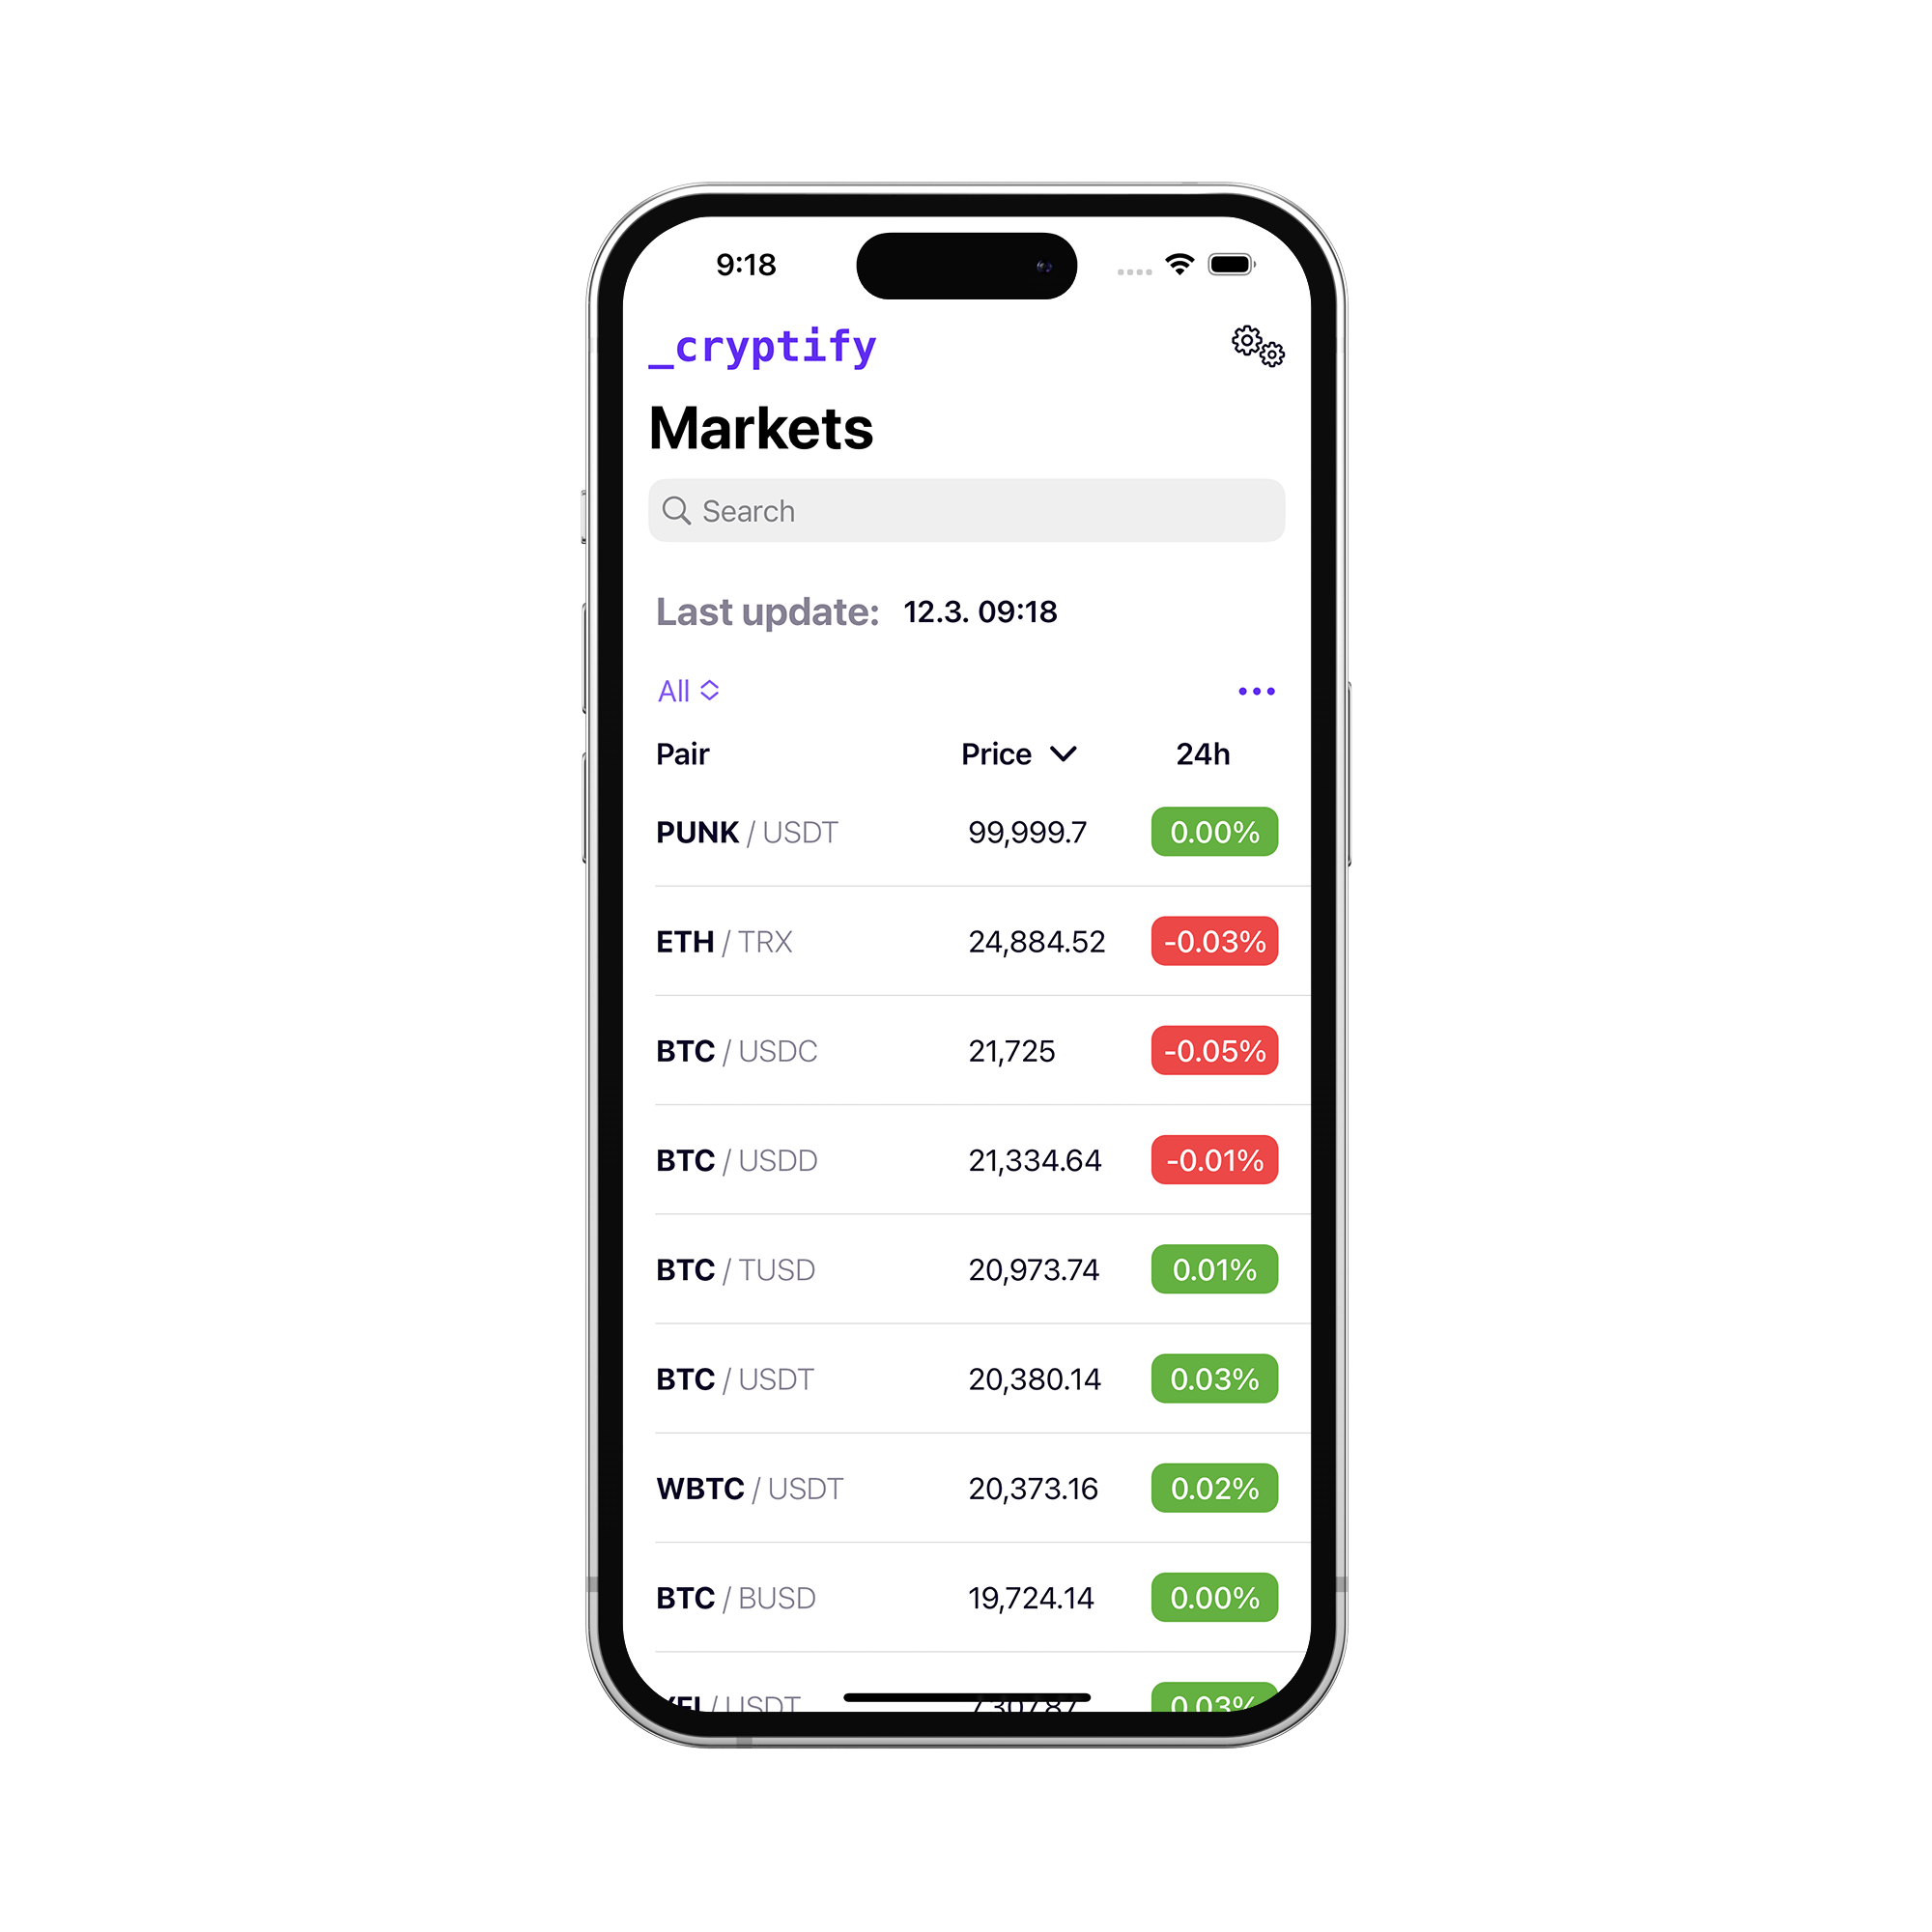 9:18
_cryptify
Markets
Search
Last update: 12.3. 09:18
All
Pair Price 24h
PUNK / USDT 99,999.7 0.00%
ETH / TRX 24,884.52 -0.03%
BTC / USDC 21,725 -0.05%
BTC / USDD 21,334.64 -0.01%
BTC / TUSD 20,973.74 0.01%
BTC / USDT 20,380.14 0.03%
WBTC / USDT 20,373.16 0.02%
BTC / BUSD 19,724.14 0.00%
/ USDT 0.03%